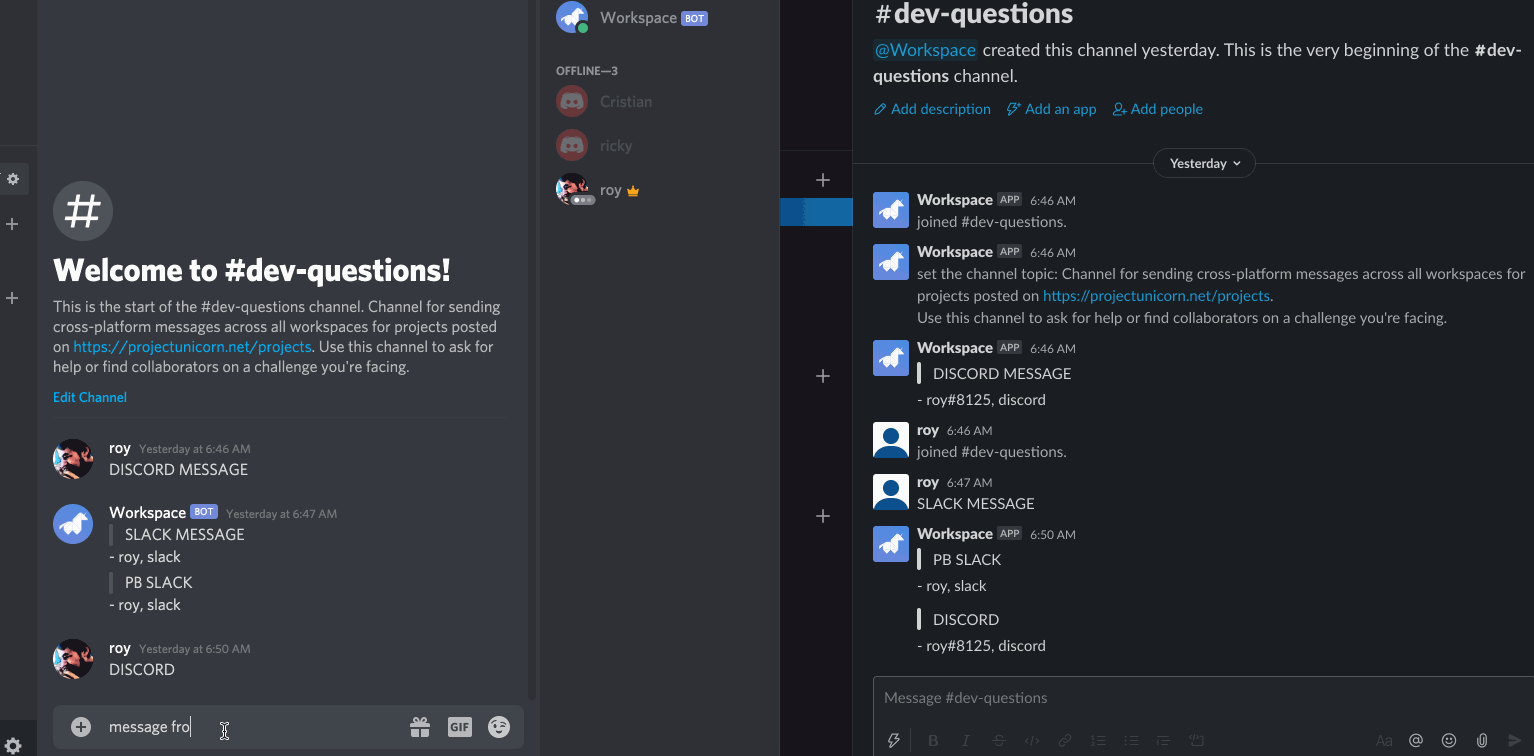 Welcome to #dev-questions!
This is the start of the #dev-questions channel. Channel for sending
cross-platform messages across all workspaces for projects posted
on https://projectunicorn.net/projects. Use this channel to ask for
help or find collaborators on a challenge you're facing.
Edit Channel
roy Yesterday at 6:46 AM
DISCORD MESSAGE
Workspace BOT Yesterday at 6:47 AM
SLACK MESSAGE
- roy, slack
PB SLACK
- roy, slack
roy Yesterday at 6:50 AM
DISCORD
message fro
GIF
Workspace BOT
OFFLINE—3
Cristian
ricky
roy
#dev-questions
@Workspace created this channel yesterday. This is the very beginning of the #dev-
questions channel.
Add description Add an app Add people
Yesterday
Workspace APP 6:46 AM
joined #dev-questions.
Workspace APP 6:46 AM
set the channel topic: Channel for sending cross-platform messages across all workspaces for
projects posted on https://projectunicorn.net/projects.
Use this channel to ask for help or find collaborators on a challenge you're facing.
Workspace APP 6:46 AM
DISCORD MESSAGE
- roy#8125, discord
roy 6:46 AM
joined #dev-questions.
roy 6:47 AM
SLACK MESSAGE
Workspace APP 6:50 AM
PB SLACK
- roy, slack
DISCORD
- roy#8125, discord
Message #dev-questions
B I S Aa @